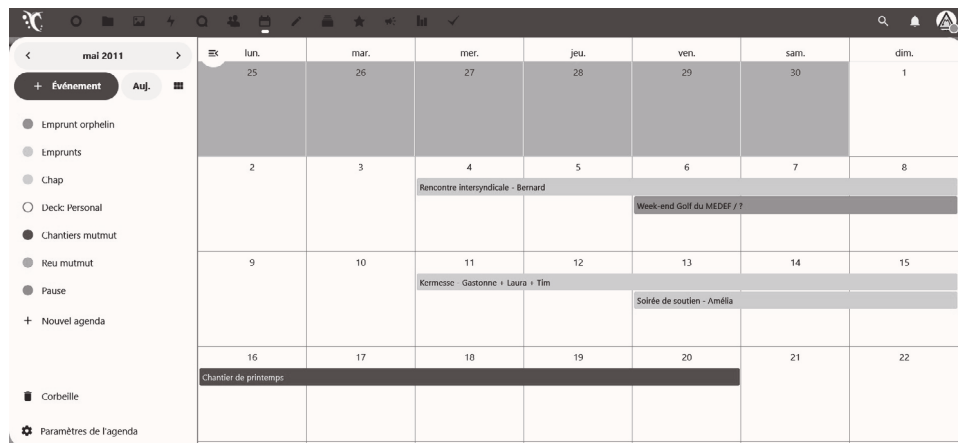 mai 2011
+ Événement
Auj.
Emprunt orphelin
Emprunts
Chap
Deck: Personal
Chantiers mutmut
Reu mutmut
Pause
+ Nouvel agenda
Corbeille
Paramètres de l'agenda
lun. mar. mer. jeu. ven. sam. dim.
25 26 27 28 29 30 1
2 3 4 5 6 7 8
Rencontre intersyndicale - Bernard
Week-end Golf du MEDEF / ?
9 10 11 12 13 14 15
Kermesse - Gastonne + Laura + Tim
Soirée de soutien - Amélia
16 17 18 19 20 21 22
Chantier de printemps